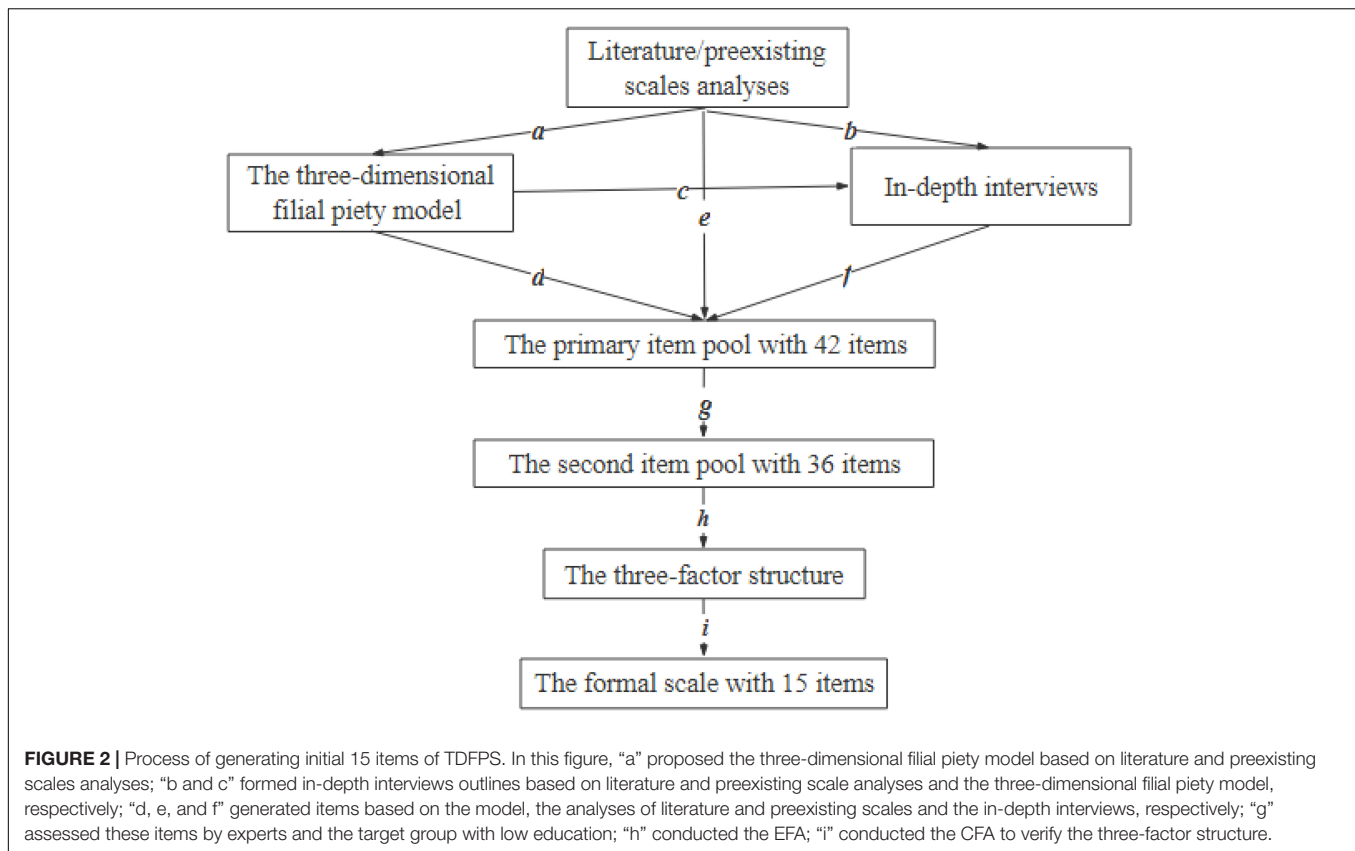 Literature/preexisting
scales analyses
a
b
The three-dimensional
filial piety model
c
In-depth interviews
e
d
f
The primary item pool with 42 items
g
The second item pool with 36 items
h
The three-factor structure
i
The formal scale with 15 items
FIGURE 2 | Process of generating initial 15 items of TDFPS. In this figure, “a” proposed the three-dimensional filial piety model based on literature and preexisting
scales analyses; “b and c” formed in-depth interviews outlines based on literature and preexisting scale analyses and the three-dimensional filial piety model,
respectively; “d, e, and f” generated items based on the model, the analyses of literature and preexisting scales and the in-depth interviews, respectively; “g”
assessed these items by experts and the target group with low education; “h” conducted the EFA; “i” conducted the CFA to verify the three-factor structure.